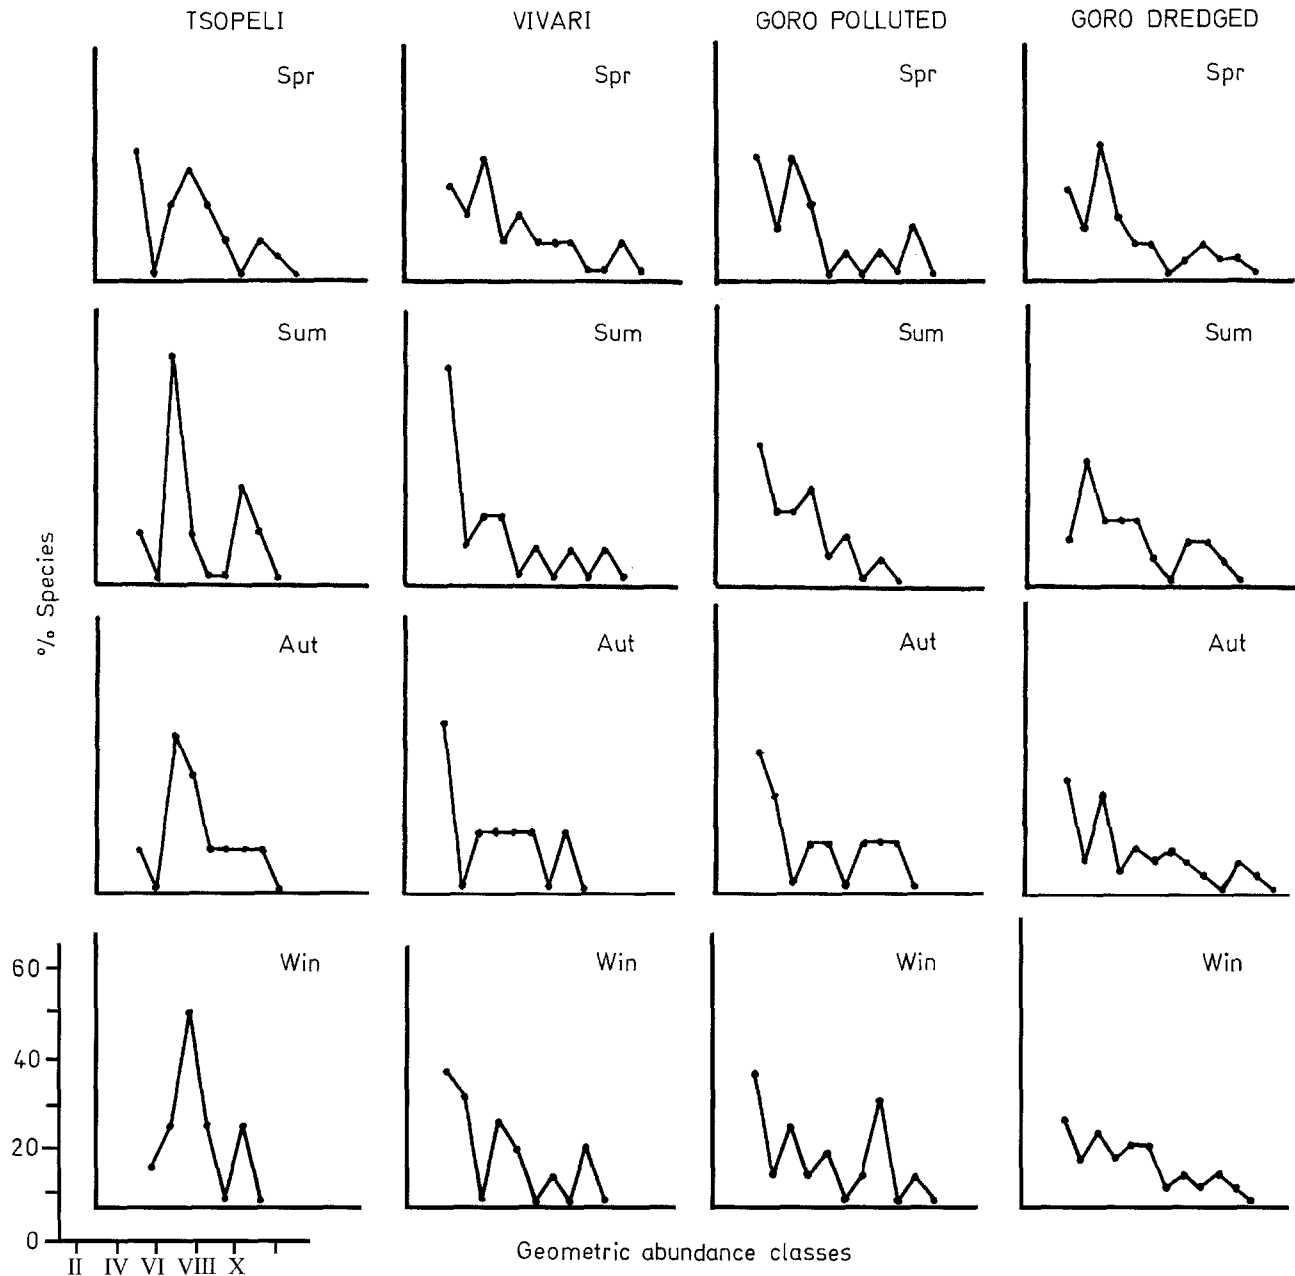 TSOPELI VIVARI GORO POLLUTED GORO DREDGED
Spr Spr Spr Spr
Sum Sum Sum Sum
% Species
Aut Aut Aut Aut
Win Win Win Win
60
40
20
0
II IV VI VIII X
Geometric abundance classes